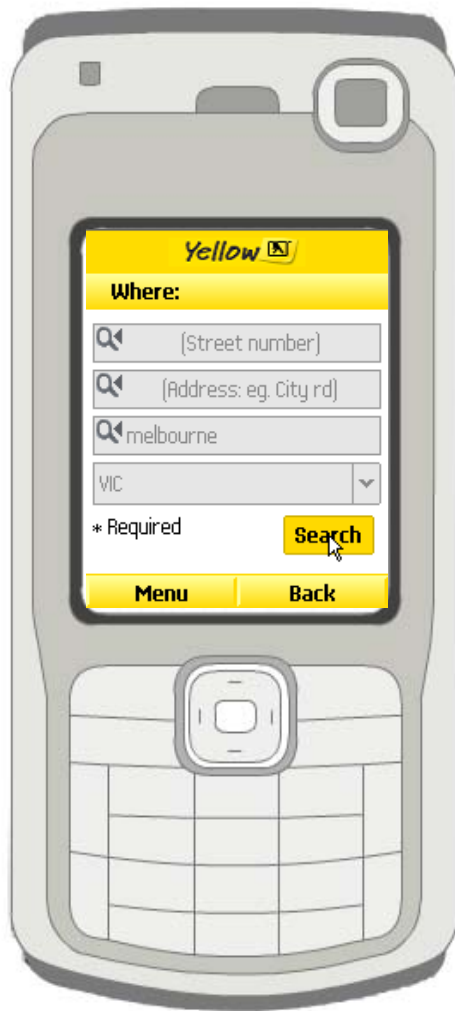 Yellow
Where:
(Street number)
(Address: eg. City rd)
melbourne
VIC
* Required
Search
Menu Back